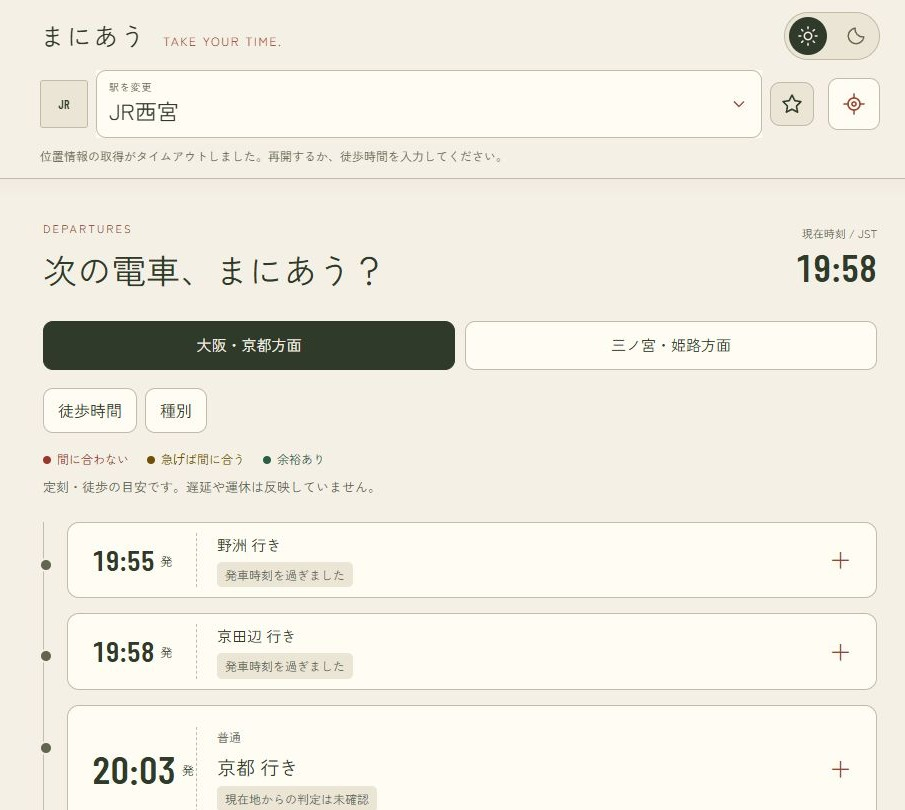 まにあう TAKE YOUR TIME.
JR
駅を変更
JR西宮
位置情報の取得がタイムアウトしました。再開するか、徒歩時間を入力してください。
DEPARTURES
現在時刻 / JST
次の電車、まにあう？
19:58
大阪・京都方面
三ノ宮・姫路方面
徒歩時間
種別
間に合わない 急げば間に合う 余裕あり
定刻・徒歩の目安です。遅延や運休は反映していません。
19:55 発
野洲 行き
発車時刻を過ぎました
19:58 発
京田辺 行き
発車時刻を過ぎました
普通
20:03 発
京都 行き
現在地からの判定は未確認